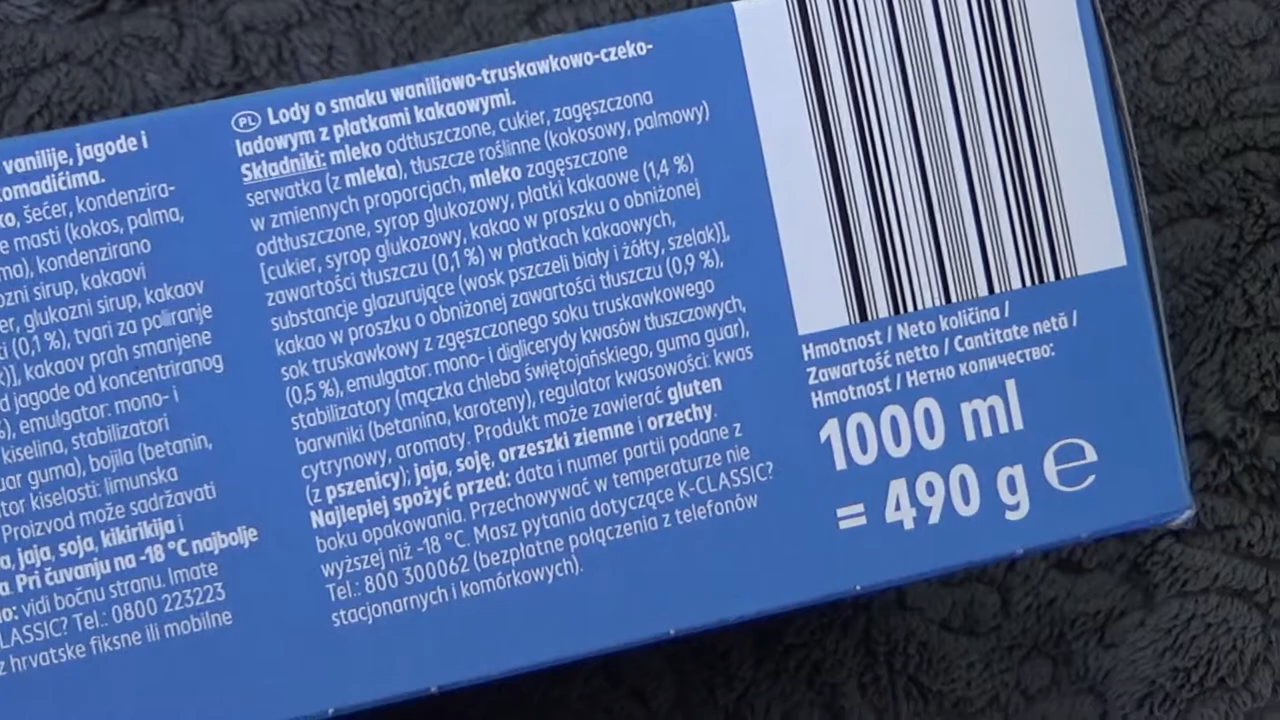 vanilije, jagode i
omadićima.
ko, šećer, kondenzira-
e masti (kokos, palma,
ma), kondenzirano
ozni sirup, kakaovi
er, glukozni sirup, kakaov
ti (0,1 %), tvari za poliranje
k)], kakaov prah smanjene
d jagode od koncentriranog
%), emulgator: mono- i
kiselina, stabilizatori
uar guma), bojila (betanin,
tor kiselosti: limunska
Proizvod može sadržavati
a, jaja, soja, kikirikija i
a. Pri čuvanju na -18 °C najbolje
do: vidi bočnu stranu. Imate
LASSIC? Tel.: 0800 223223
z hrvatske fiksne ili mobilne
PL Lody o smaku waniliowo-truskawkowo-czeko-
ladowym z płatkami kakaowymi.
Składniki: mleko odtłuszczone, cukier, zagęszczona
serwatka (z mleka), tłuszcze roślinne (kokosowy, palmowy)
w zmiennych proporcjach, mleko zagęszczone
odtłuszczone, syrop glukozowy, płatki kakaowe (1,4 %)
[cukier, syrop glukozowy, kakao w proszku o obniżonej
zawartości tłuszczu (0,1 %) w płatkach kakaowych,
substancje glazurujące (wosk pszczeli biały i żółty, szelak)],
kakao w proszku o obniżonej zawartości tłuszczu (0,9 %),
sok truskawkowy z zgęszczonego soku truskawkowego
(0,5 %), emulgator: mono- i diglicerydy kwasów tłuszczowych,
stabilizatory (mączka chleba świętojańskiego, guma guar),
barwniki (betanina, karoteny), regulator kwasowości: kwas
cytrynowy, aromaty. Produkt może zawierać gluten
(z pszenicy), jaja, soję, orzeszki ziemne i orzechy.
Najlepiej spożyć przed: data i numer partii podane z
boku opakowania. Przechowywać w temperaturze nie
wyższej niż -18 °C. Masz pytania dotyczące K-CLASSIC?
Tel.: 800 300062 (bezpłatne połączenia z telefonów
stacjonarnych i komórkowych).
Hmotnost / Neto količina /
Zawartość netto / Cantitate netă /
Hmotnosť / Нетно количество:
1000 ml
= 490 g ℮